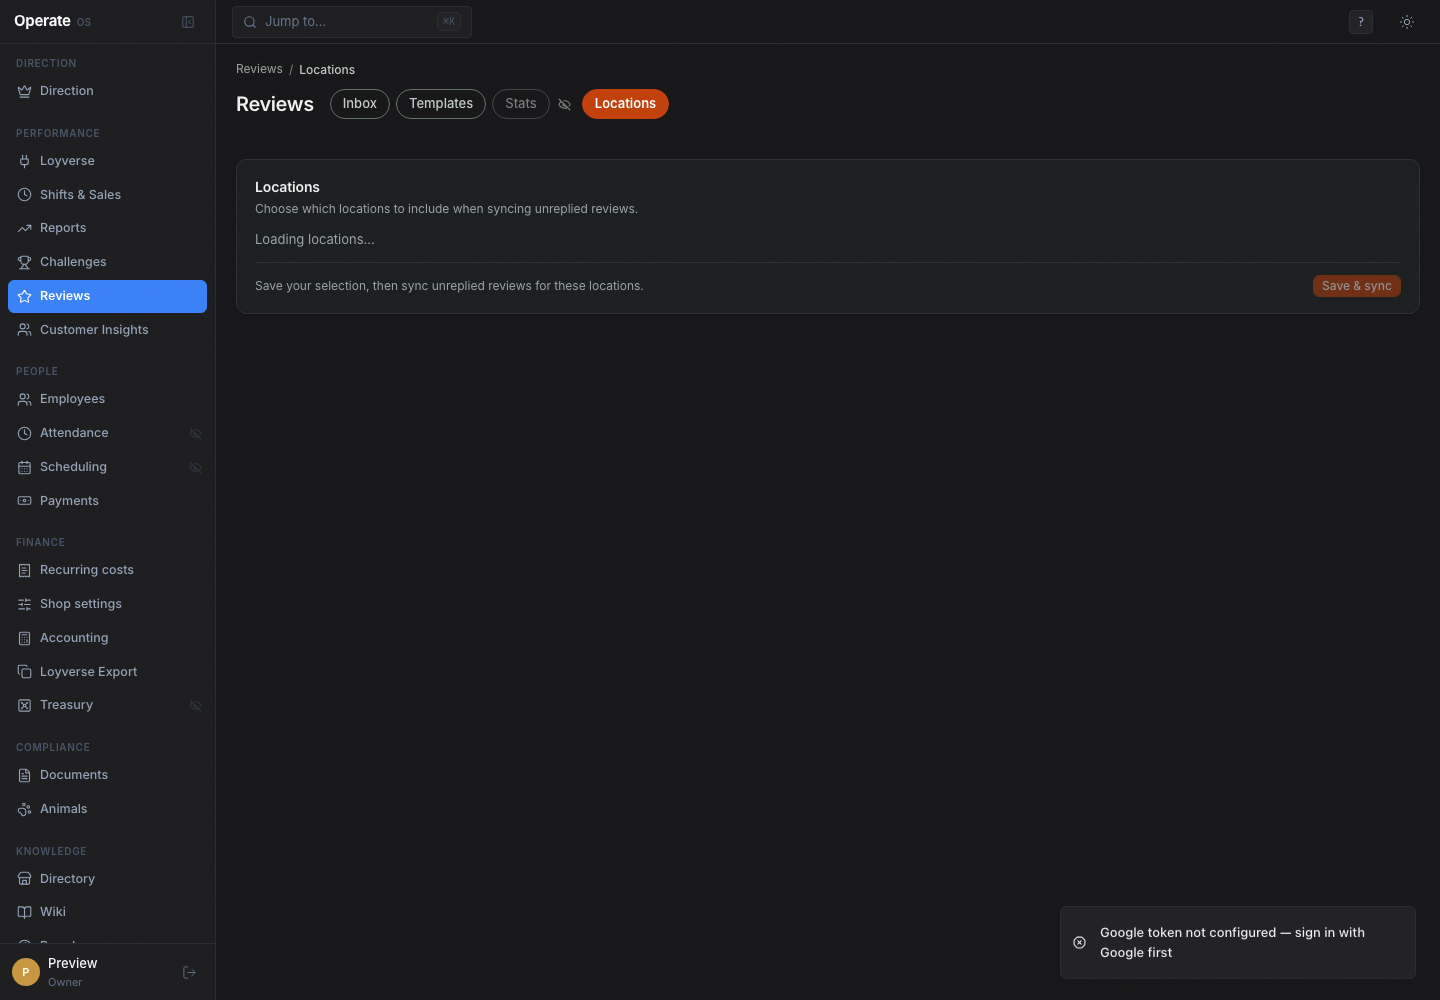 Operate OS
Jump to...
⌘K
?
DIRECTION
Direction
PERFORMANCE
Loyverse
Shifts & Sales
Reports
Challenges
Reviews
Customer Insights
PEOPLE
Employees
Attendance
Scheduling
Payments
FINANCE
Recurring costs
Shop settings
Accounting
Loyverse Export
Treasury
COMPLIANCE
Documents
Animals
KNOWLEDGE
Directory
Wiki
P
Preview
Owner
Reviews / Locations
Reviews
Inbox
Templates
Stats
Locations
Locations
Choose which locations to include when syncing unreplied reviews.
Loading locations...
Save your selection, then sync unreplied reviews for these locations.
Save & sync
Google token not configured — sign in with
Google first